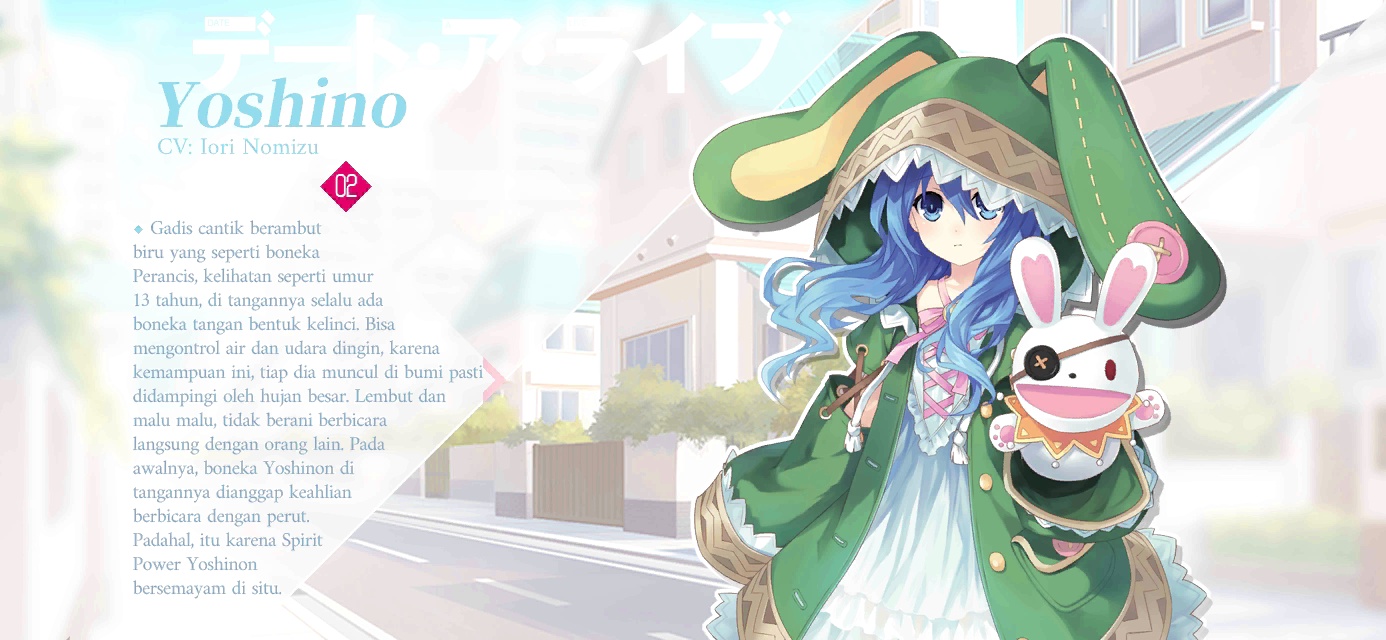 デート・ア・ライブ
Yoshino
CV: Iori Nomizu
02
Gadis cantik berambut
biru yang seperti boneka
Perancis, kelihatan seperti umur
13 tahun, di tangannya selalu ada
boneka tangan bentuk kelinci. Bisa
mengontrol air dan udara dingin, karena
kemampuan ini, tiap dia muncul di bumi pasti
didampingi oleh hujan besar. Lembut dan
malu malu, tidak berani berbicara
langsung dengan orang lain. Pada
awalnya, boneka Yoshinon di
tangannya dianggap keahlian
berbicara dengan perut.
Padahal, itu karena Spirit
Power Yoshinon
bersemayam di situ.